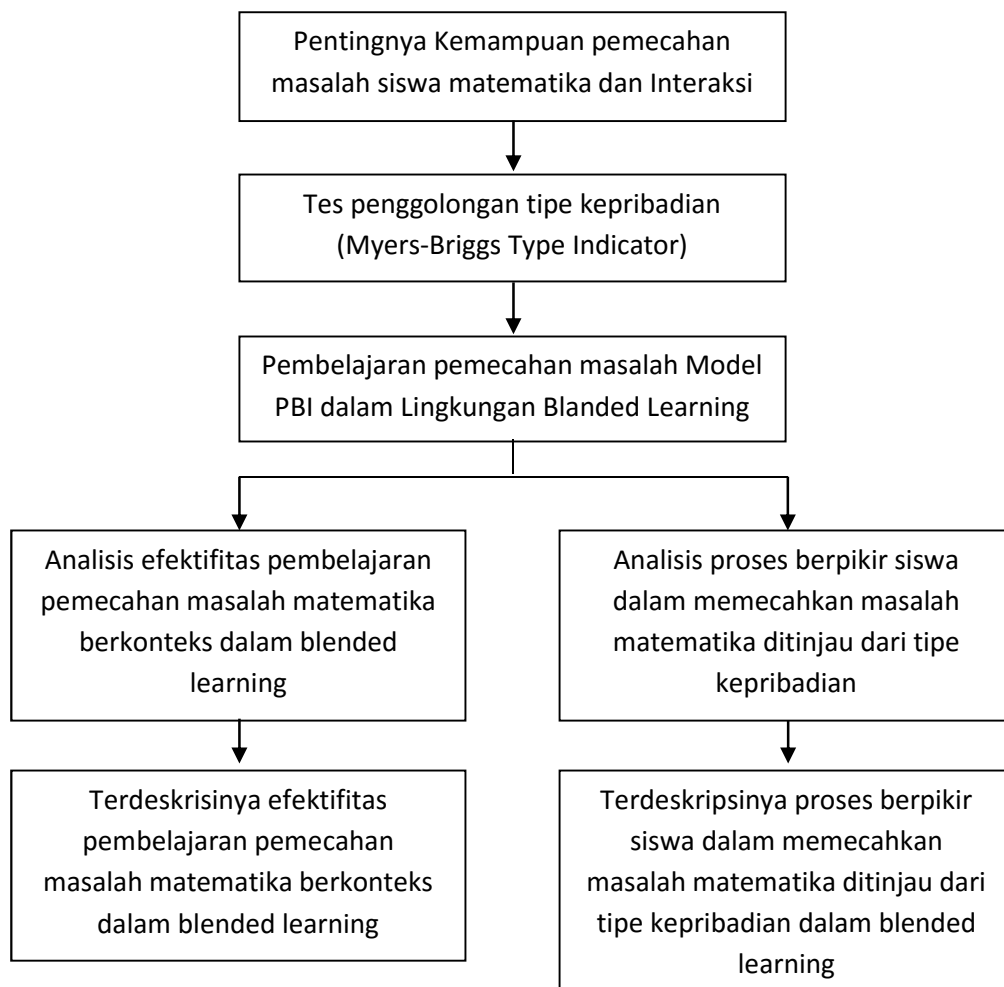 Pentingnya Kemampuan pemecahan
masalah siswa matematika dan Interaksi
Tes penggolongan tipe kepribadian
(Myers-Briggs Type Indicator)
Pembelajaran pemecahan masalah Model
PBI dalam Lingkungan Blanded Learning
Analisis efektifitas pembelajaran
pemecahan masalah matematika
berkonteks dalam blended
learning
Analisis proses berpikir siswa
dalam memecahkan masalah
matematika ditinjau dari tipe
kepribadian
Terdeskrisinya efektifitas
pembelajaran pemecahan
masalah matematika berkonteks
dalam blended learning
Terdeskripsinya proses berpikir
siswa dalam memecahkan
masalah matematika ditinjau dari
tipe kepribadian dalam blended
learning